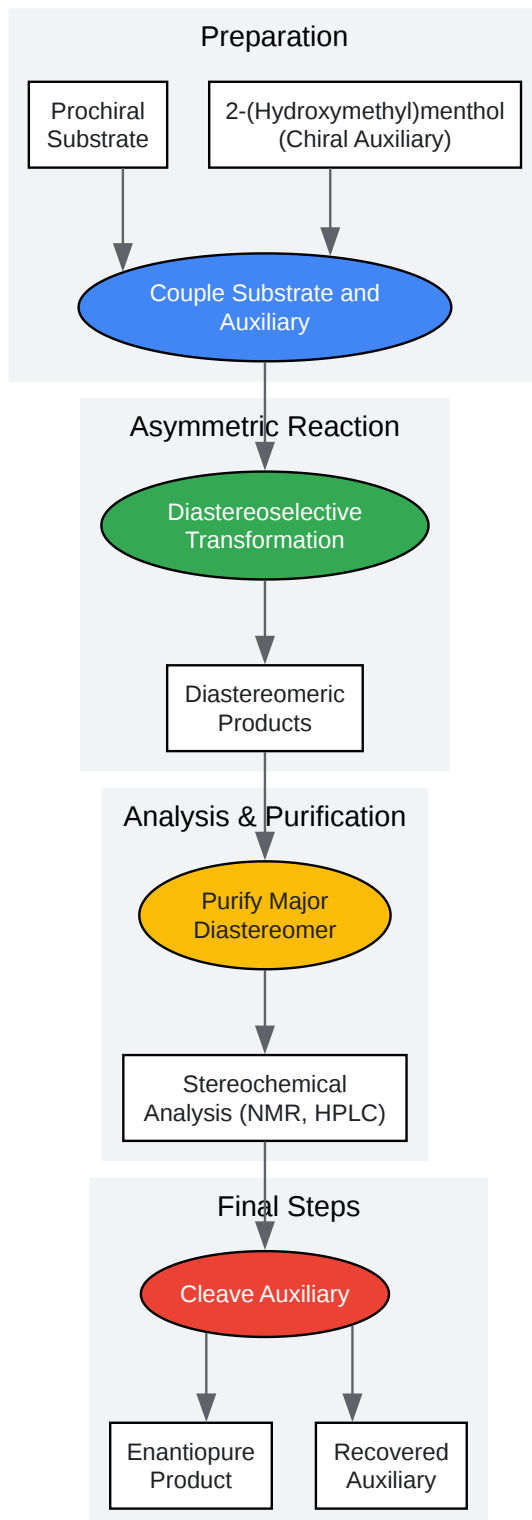 Preparation
Prochiral
Substrate
2-(Hydroxymethyl)menthol
(Chiral Auxiliary)
Couple Substrate and
Auxiliary
Asymmetric Reaction
Diastereoselective
Transformation
Diastereomeric
Products
Analysis & Purification
Purify Major
Diastereomer
Stereochemical
Analysis (NMR, HPLC)
Final Steps
Cleave Auxiliary
Enantiopure
Product
Recovered
Auxiliary